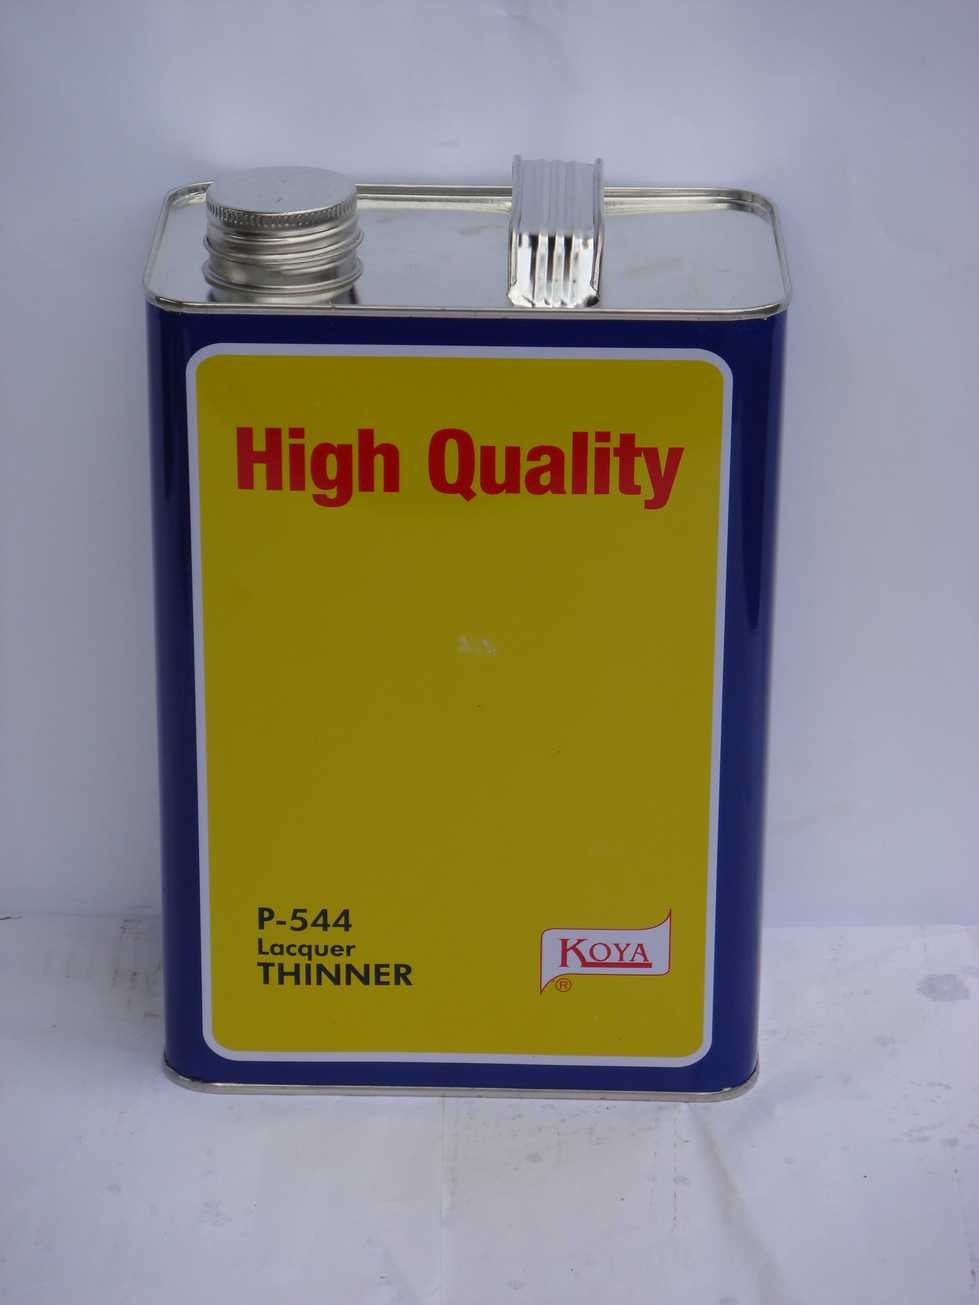 High Quality
P-544
Lacquer
THINNER
KOYA
®